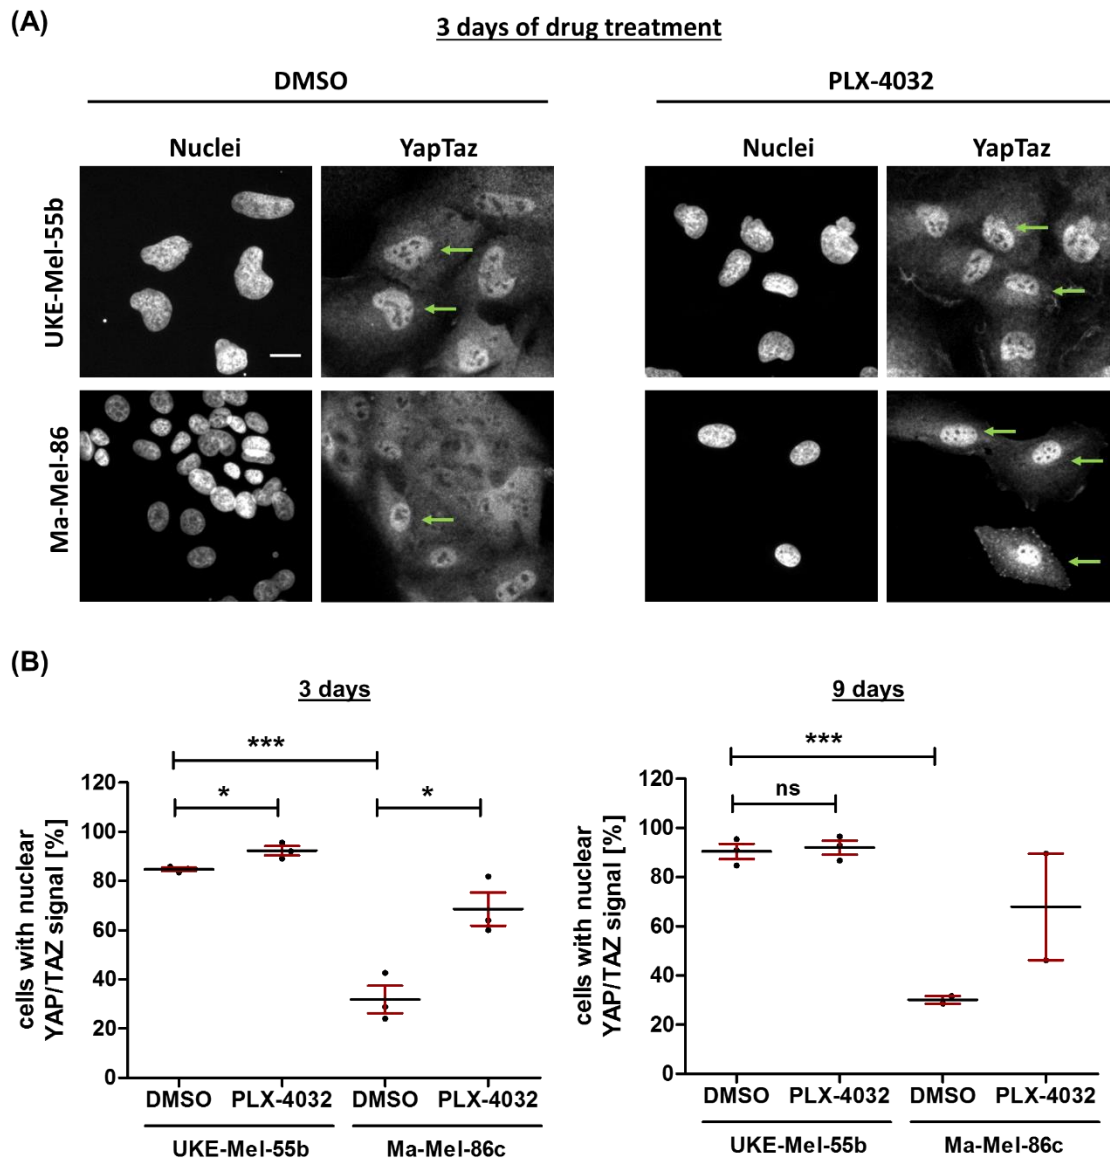 (A)
3 days of drug treatment
DMSO
PLX-4032
Nuclei
YapTaz
Nuclei
YapTaz
UKE-Mel-55b
Ma-Mel-86
(B)
3 days
***
*
*
cells with nuclear
YAP/TAZ signal [%]
120
100
80
60
40
20
0
DMSO PLX-4032 DMSO PLX-4032
UKE-Mel-55b
Ma-Mel-86c
9 days
***
ns
cells with nuclear
YAP/TAZ signal [%]
120
100
80
60
40
20
0
DMSO PLX-4032 DMSO PLX-4032
UKE-Mel-55b
Ma-Mel-86c